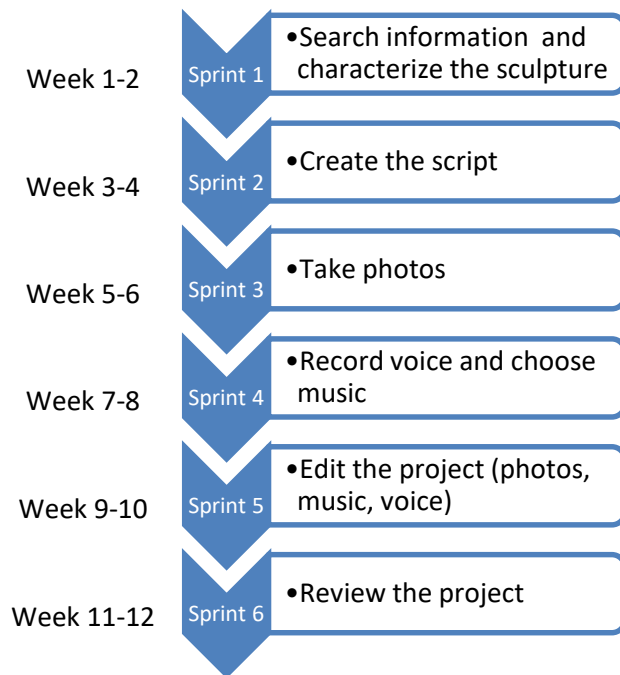 Week 1-2
Sprint 1
•Search information and
characterize the sculpture
Week 3-4
Sprint 2
•Create the script
Week 5-6
Sprint 3
•Take photos
Week 7-8
Sprint 4
•Record voice and choose
music
Week 9-10
Sprint 5
•Edit the project (photos,
music, voice)
Week 11-12
Sprint 6
•Review the project